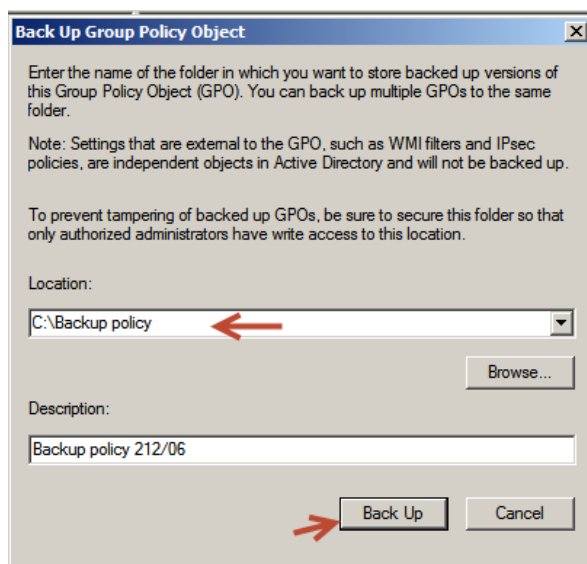 Back Up Group Policy Object
Enter the name of the folder in which you want to store backed up versions of
this Group Policy Object (GPO). You can back up multiple GPOs to the same
folder.
Note: Settings that are external to the GPO, such as WMI filters and IPsec
policies, are independent objects in Active Directory and will not be backed up.
To prevent tampering of backed up GPOs, be sure to secure this folder so that
only authorized administrators have write access to this location.
Location:
C:\Backup policy
Browse...
Description:
Backup policy 212/06
Back Up Cancel